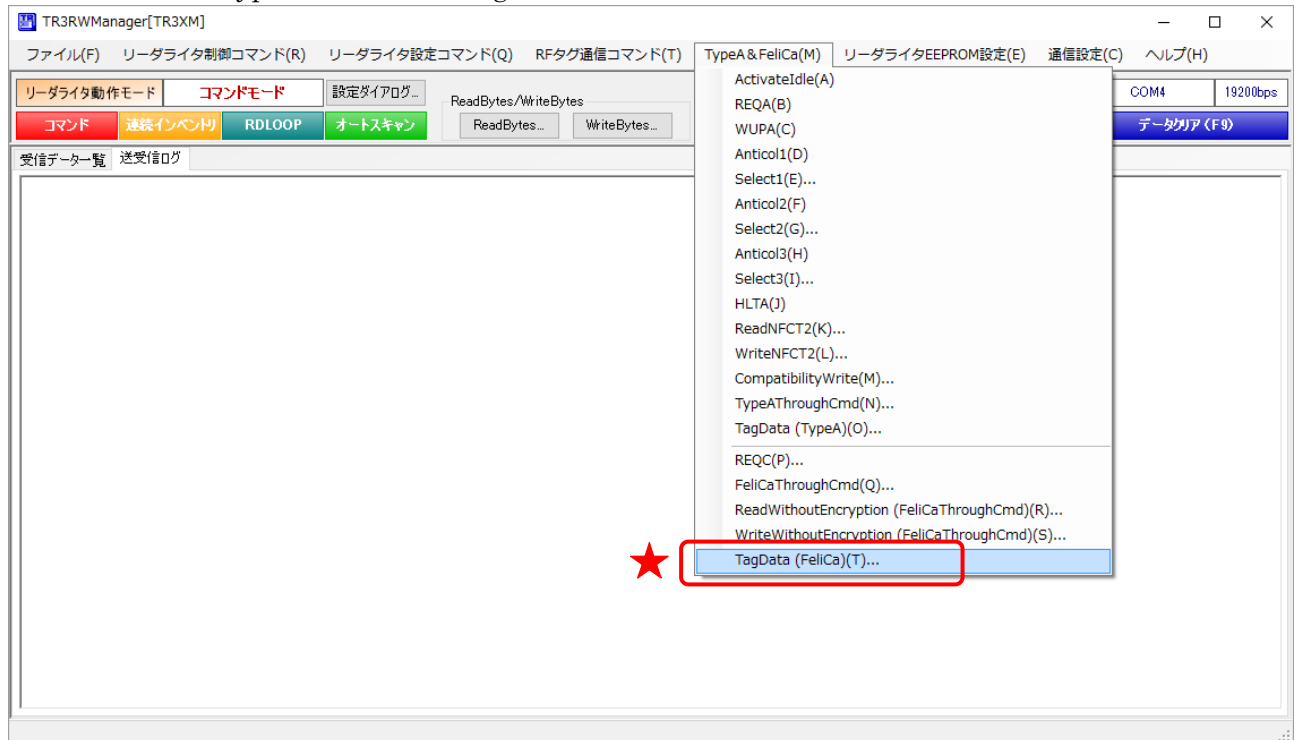 TR3RWManager[TR3XM]
ファイル(F) リーダライタ制御コマンド(R) リーダライタ設定コマンド(Q) RFタグ通信コマンド(T) TypeA&FeliCa(M) リーダライタEEPROM設定(E) 通信設定(C) ヘルプ(H)
リーダライタ動作モード コマンドモード 設定ダイアログ... ReadBytes/WriteBytes COM4 19200bps
コマンド 連続インベントリ RDLOOP オートスキャン ReadBytes... WriteBytes... データクリア(F9)
受信データ一覧 送受信ログ
ActivateIdle(A)
REQA(B)
WUPA(C)
Anticol1(D)
Select1(E)...
Anticol2(F)
Select2(G)...
Anticol3(H)
Select3(I)...
HLTA(J)
ReadNFCT2(K)...
WriteNFCT2(L)...
CompatibilityWrite(M)...
TypeAThroughCmd(N)...
TagData (TypeA)(O)...
REQC(P)...
FeliCaThroughCmd(Q)...
ReadWithoutEncryption (FeliCaThroughCmd)(R)...
WriteWithoutEncryption (FeliCaThroughCmd)(S)...
TagData (FeliCa)(T)...